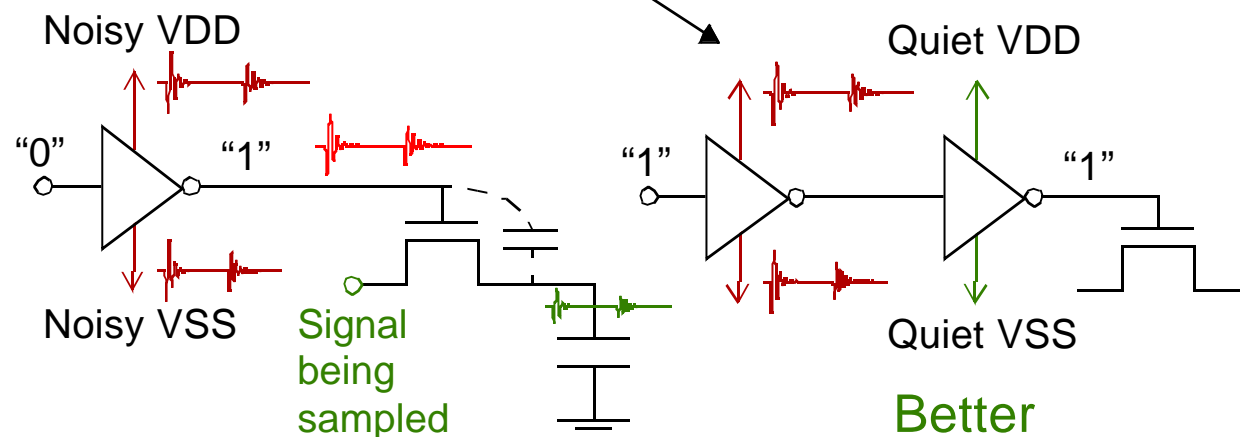 Noisy VDD
Quiet VDD
“0”
“1”
“1”
“1”
Noisy VSS
Signal
being
sampled
Quiet VSS
Better